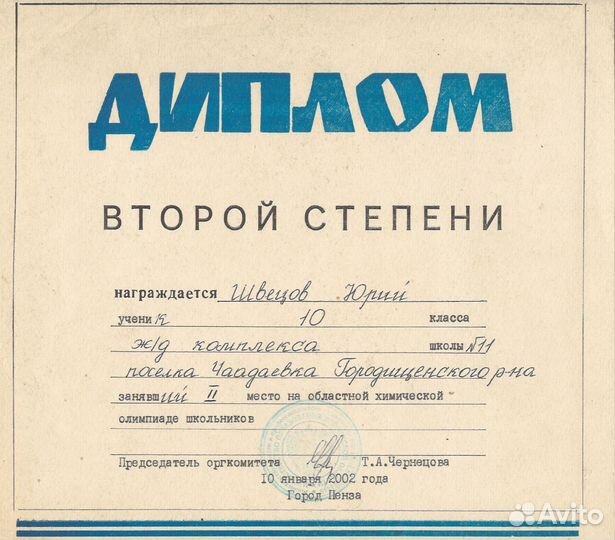 ДИПЛОМ
ВТОРОЙ СТЕПЕНИ
награждается Швецов Юрий
ученик 10 класса
ж/д комплекса школы №11
поселка Чаадаевка Городищенского р-на
занявший II место на областной химической
олимпиаде школьников
Председатель оргкомитета Т.А.Чернецова
10 января 2002 года
Город Пенза
Avito